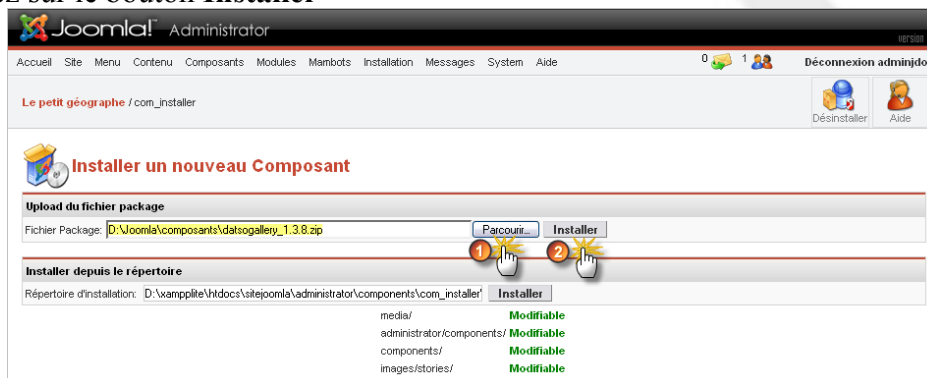 ez sur le bouton Installer
Joomla! Administrator
version
Accueil Site Menu Contenu Composants Modules Mambots Installation Messages System Aide 0 1 Déconnexion adminjdo
Le petit géographe / com_installer
Désinstaller Aide
Installer un nouveau Composant
Upload du fichier package
Fichier Package: D:\Joomla\composants\datsogallery_1.3.8.zip Parcourir... Installer
1 2
Installer depuis le répertoire
Répertoire d'installation: D:\xampplite\htdocs\sitejoomla\administrator\components\com_installer\ Installer
media/ Modifiable
administrator/components/ Modifiable
components/ Modifiable
images/stories/ Modifiable